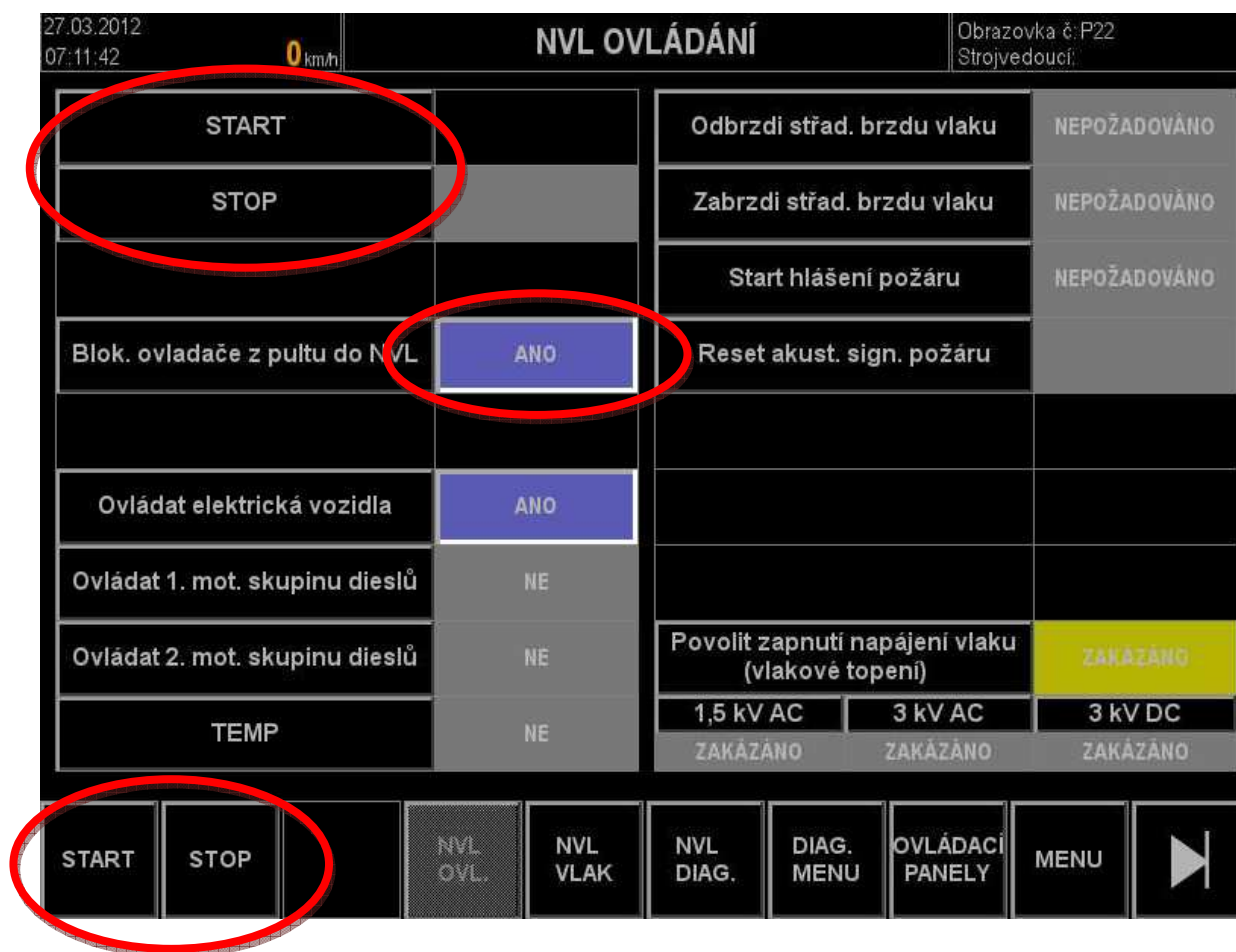 27.03.2012
07:11:42
0 km/h
NVL OVLÁDÁNÍ
Obrazovka č: P22
Strojvedoucí:
START
STOP
Blok. ovladače z pultu do NVL
ANO
Ovládat elektrická vozidla
ANO
Ovládat 1. mot. skupinu dieslů
NE
Ovládat 2. mot. skupinu dieslů
NE
TEMP
NE
Odbrzdi střad. brzdu vlaku
NEPOŽADOVÁNO
Zabrzdi střad. brzdu vlaku
NEPOŽADOVÁNO
Start hlášení požáru
NEPOŽADOVÁNO
Reset akust. sign. požáru
Povolit zapnutí napájení vlaku
(vlakové topení)
ZAKÁZÁNO
1,5 kV AC
3 kV AC
3 kV DC
ZAKÁZÁNO
ZAKÁZÁNO
ZAKÁZÁNO
START
STOP
NVL
OVL.
NVL
VLAK
NVL
DIAG.
DIAG.
MENU
OVLÁDACÍ
PANELY
MENU